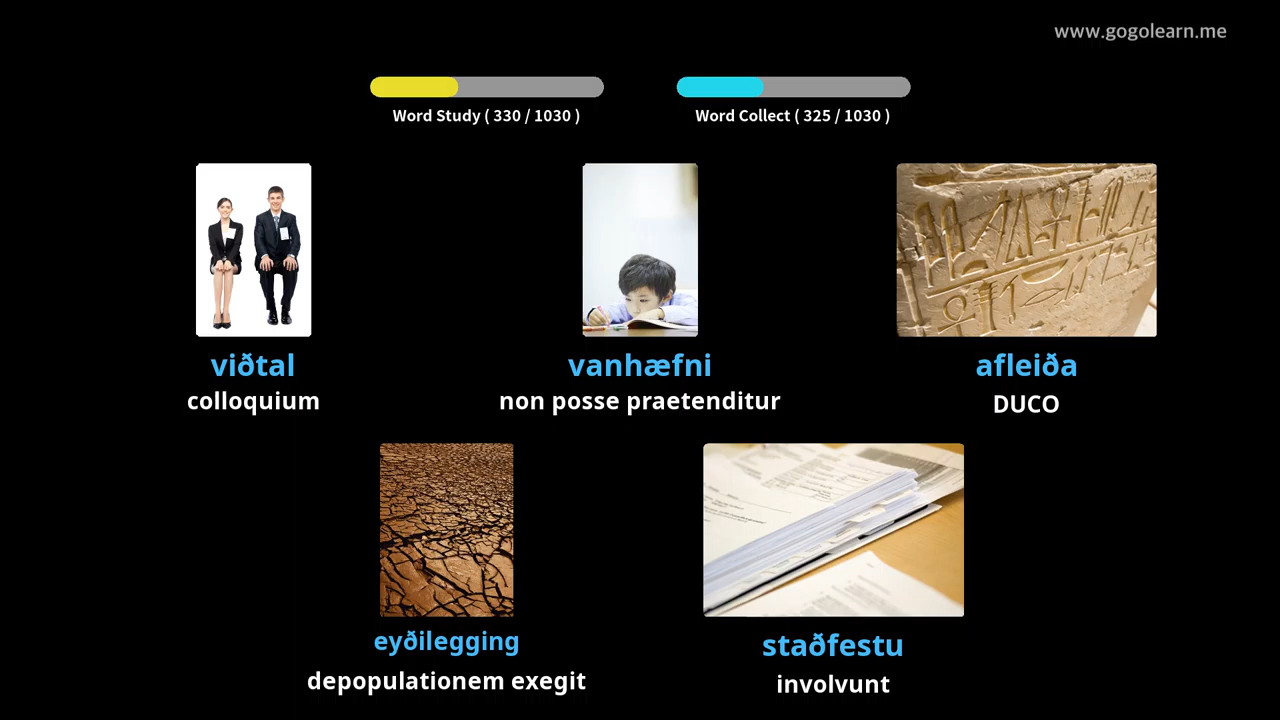 www.gogolearn.me
Word Study ( 330 / 1030 )
Word Collect ( 325 / 1030 )
viðtal
colloquium
vanhæfni
non posse praetenditur
afleiða
DUCO
eyðilegging
depopulationem exegit
staðfestu
involvunt